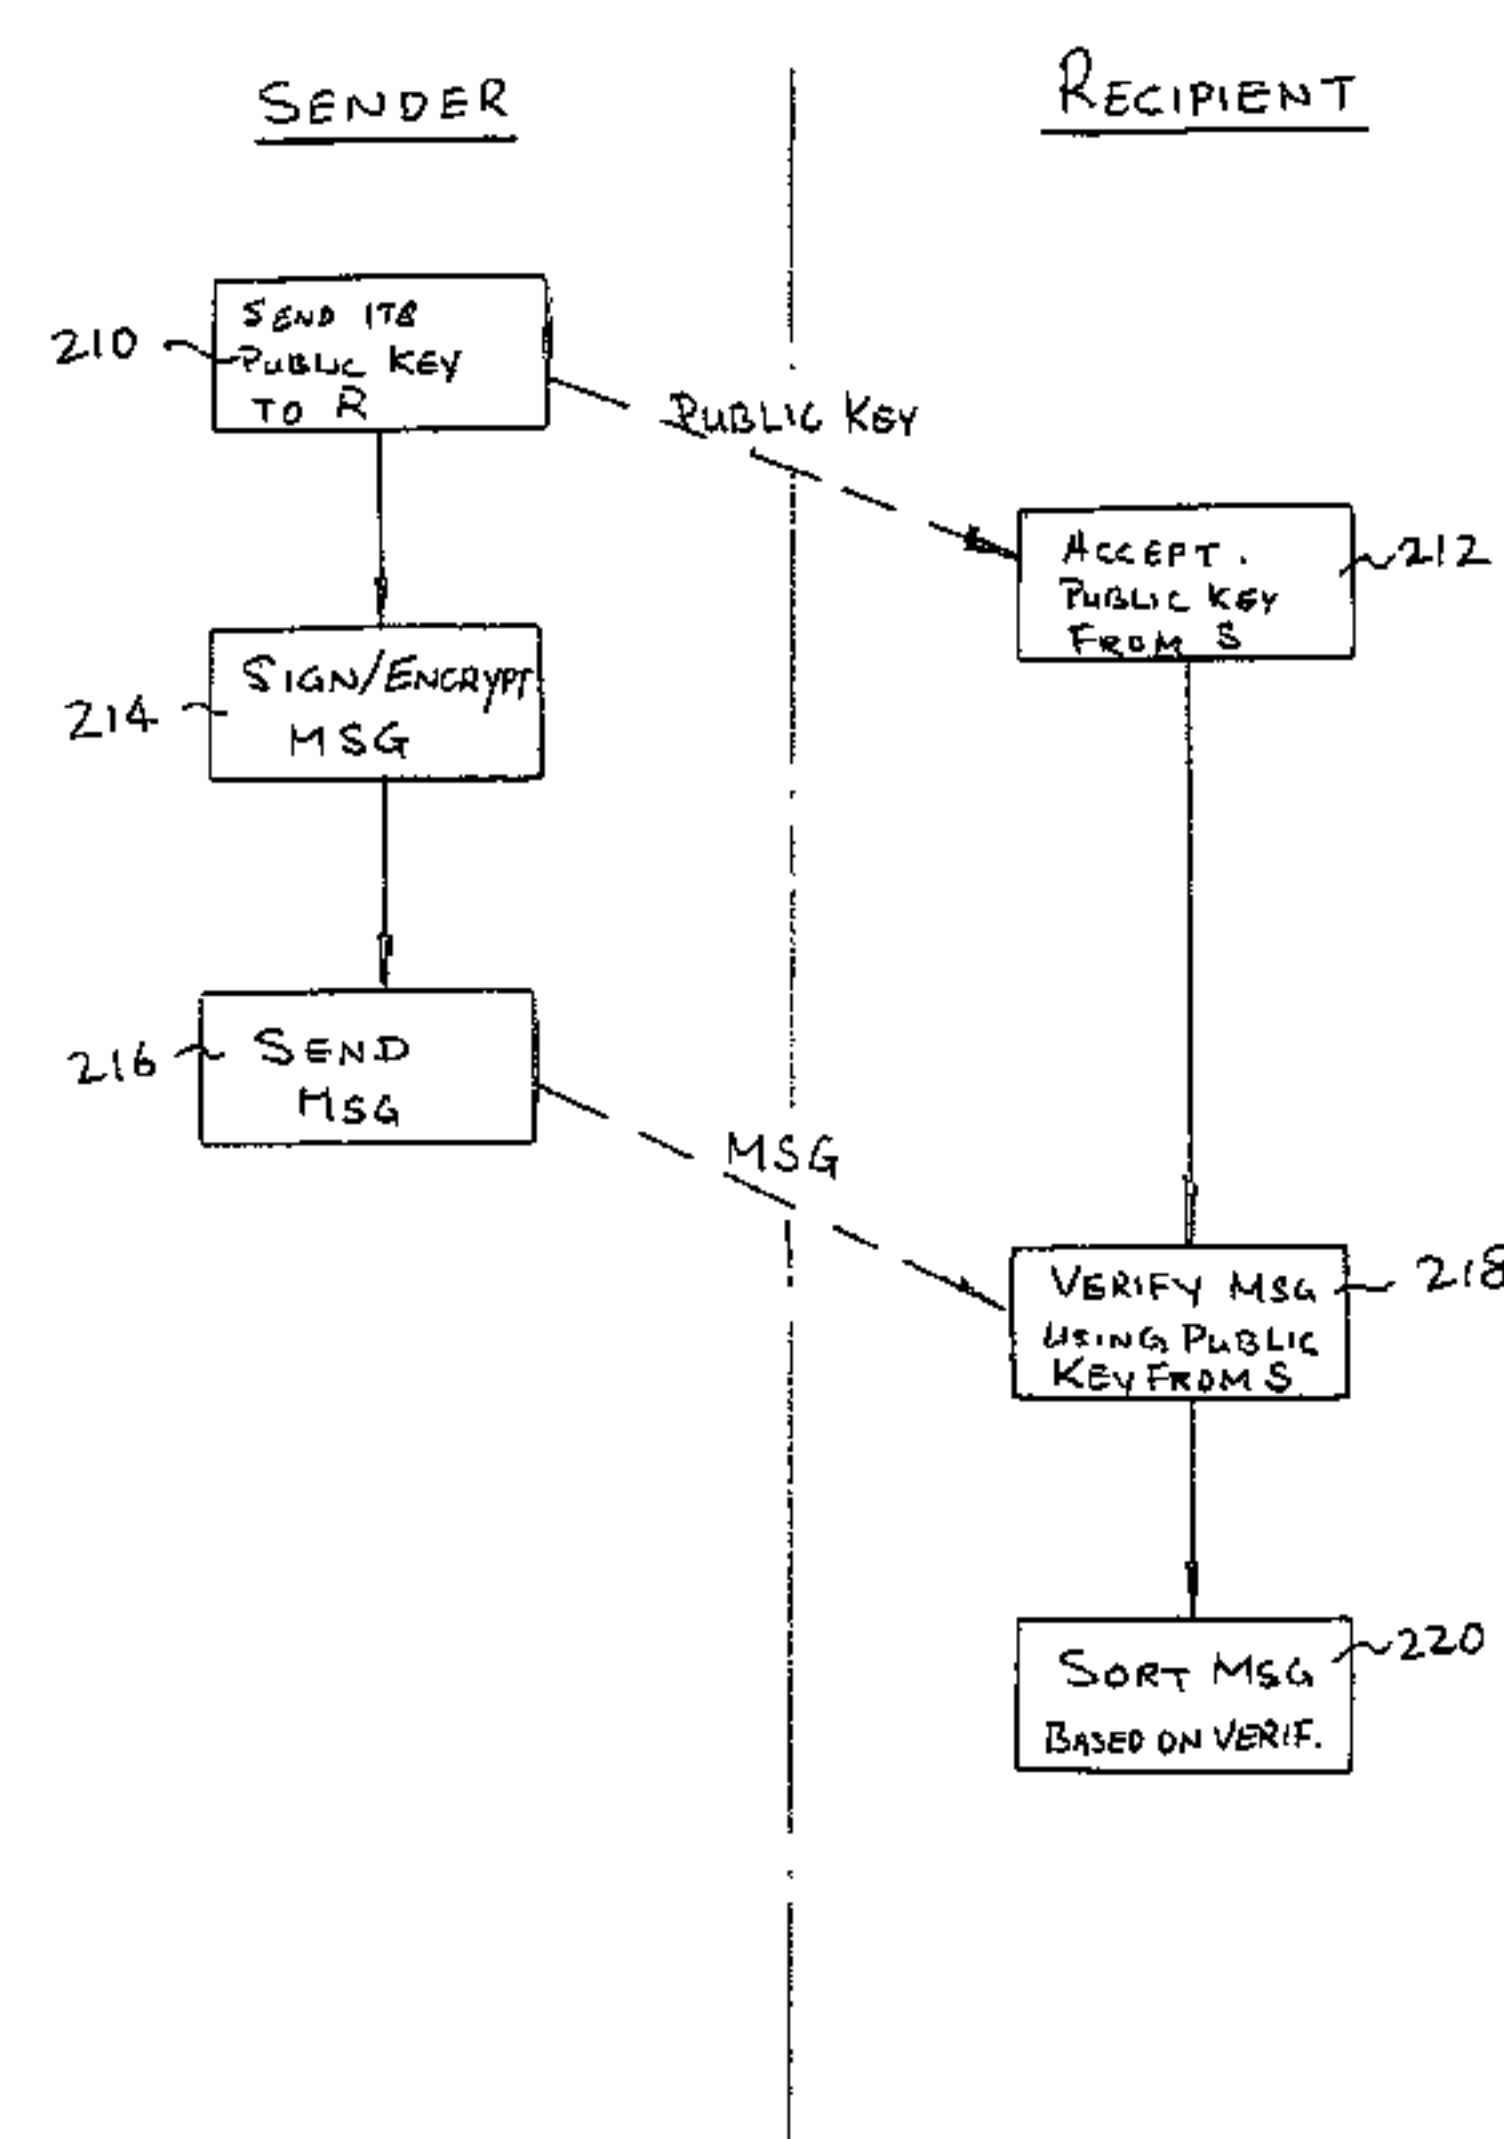 SENDER
RECIPIENT
SEND ITS
PUBLIC KEY
TO R
210
PUBLIC KEY
ACCEPT.
PUBLIC KEY
FROM S
212
SIGN/ENCRYPT
MSG
214
SEND
MSG
216
MSG
VERIFY MSG
USING PUBLIC
KEY FROM S
218
SORT MSG
BASED ON VERIF.
220